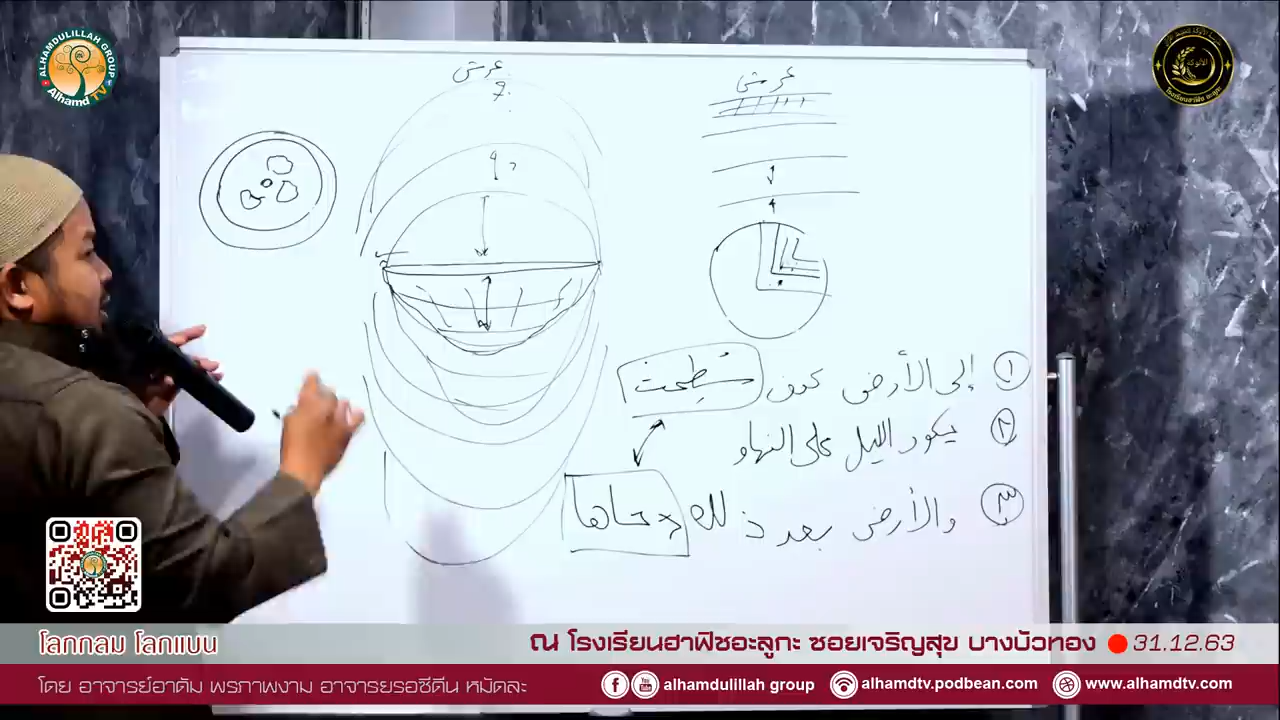 ALHAMDULILLAH GROUP
Alhamd TV
عرش
عرش
١ إلى الأرض كيف سطحت
٢ يكور الليل على النهار
٣ والأرض بعد ذلك دحاها
โลกกลม โลกแบน
ณ โรงเรียนฮาฟิซอะลูกะ ซอยเจริญสุข บางบัวทอง 31.12.63
โดย อาจารย์อาดัม พรภาพงาม อาจารยรอซีดีน หมัดละ
alhamdulillah group alhamdtv.podbean.com www.alhamdtv.com